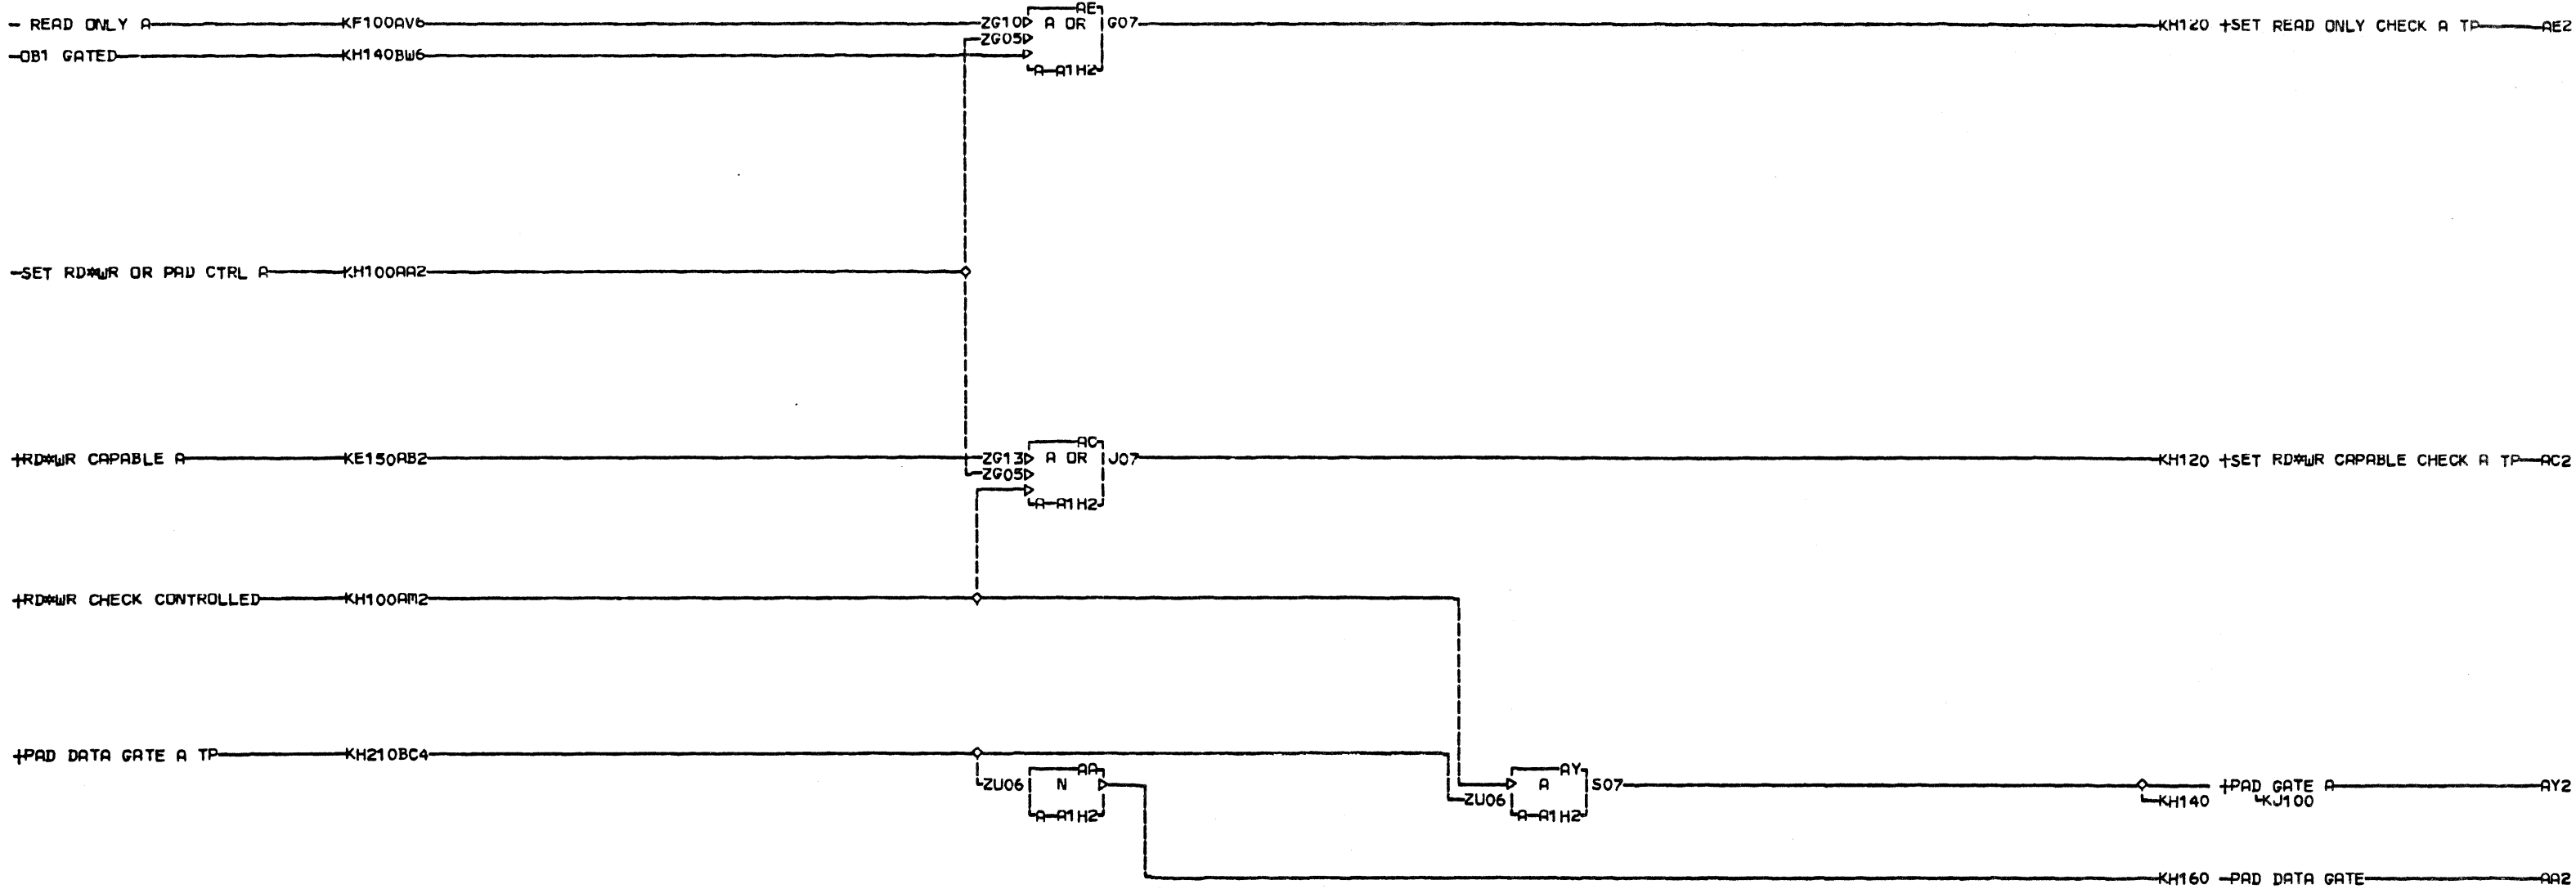 - READ ONLY A KF100AV6 ZG10 A OR AE G07 KH120 +SET READ ONLY CHECK A TP AE2
ZG05
-OB1 GATED KH140BW6
A-A1H2
-SET RD*WR OR PAD CTRL A KH100AA2
AC
+RD*WR CAPABLE A KE150AB2 ZG13 A OR J07 KH120 +SET RD*WR CAPABLE CHECK A TP AC2
ZG05
A-A1H2
+RD*WR CHECK CONTROLLED KH100AM2
+PAD DATA GATE A TP KH210BC4
AA AY
ZU06 N A S07 +PAD GATE A AY2
ZU06 KH140 KJ100
A-A1H2 A-A1H2
KH160 -PAD DATA GATE AA2